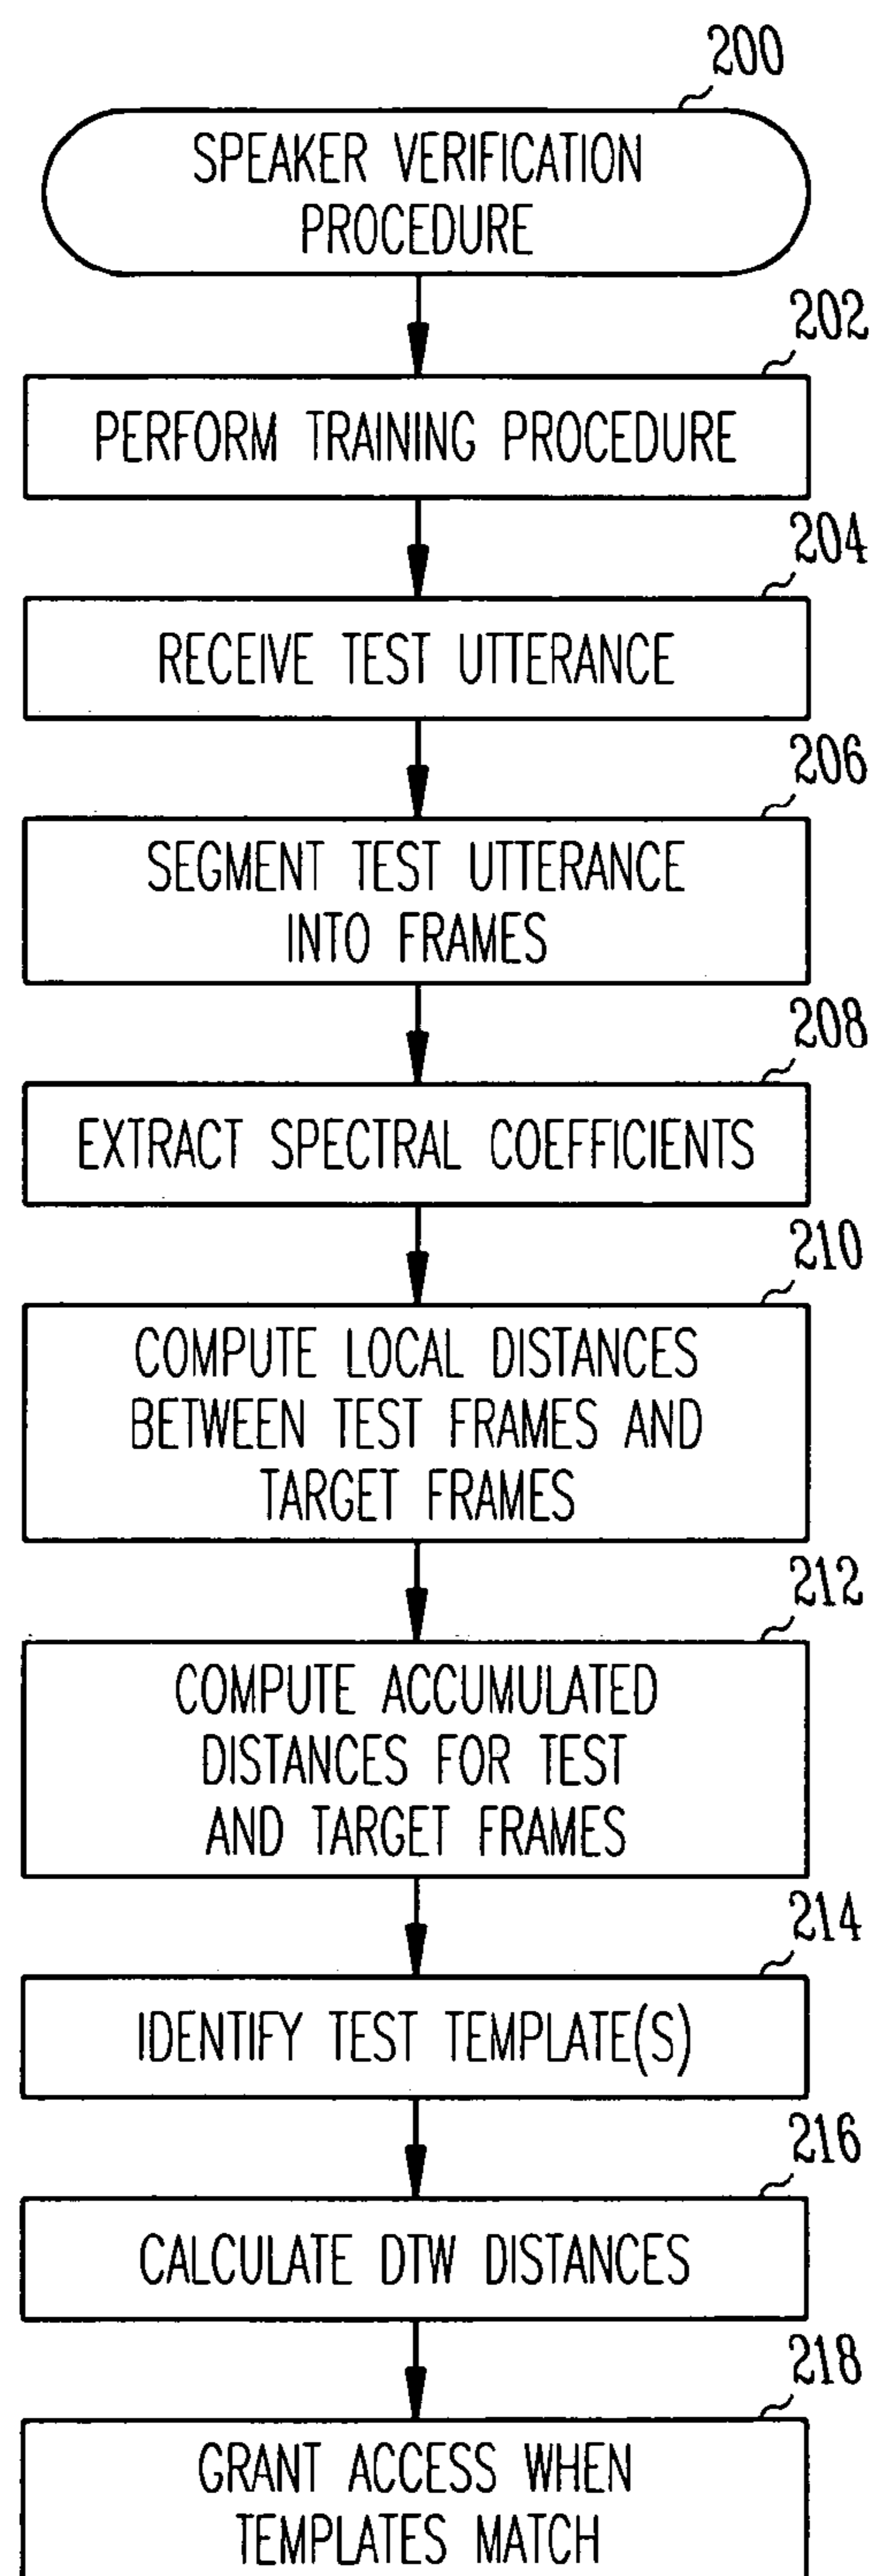 200
SPEAKER VERIFICATION
PROCEDURE
202
PERFORM TRAINING PROCEDURE
204
RECEIVE TEST UTTERANCE
206
SEGMENT TEST UTTERANCE
INTO FRAMES
208
EXTRACT SPECTRAL COEFFICIENTS
210
COMPUTE LOCAL DISTANCES
BETWEEN TEST FRAMES AND
TARGET FRAMES
212
COMPUTE ACCUMULATED
DISTANCES FOR TEST
AND TARGET FRAMES
214
IDENTIFY TEST TEMPLATE(S)
216
CALCULATE DTW DISTANCES
218
GRANT ACCESS WHEN
TEMPLATES MATCH